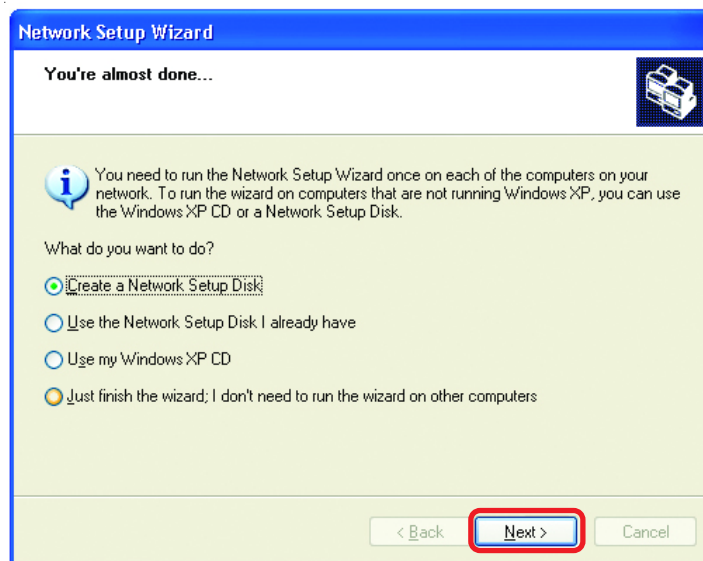 Network Setup Wizard
You're almost done...
You need to run the Network Setup Wizard once on each of the computers on your
network. To run the wizard on computers that are not running Windows XP, you can use
the Windows XP CD or a Network Setup Disk.
What do you want to do?
Create a Network Setup Disk
Use the Network Setup Disk I already have
Use my Windows XP CD
Just finish the wizard; I don't need to run the wizard on other computers
< Back
Next >
Cancel